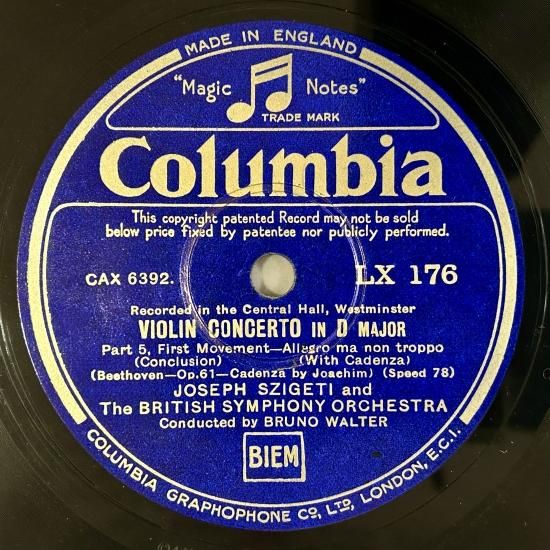 MADE IN ENGLAND
"Magic Notes"
TRADE MARK
Columbia
This copyright patented Record may not be sold
below price fixed by patentee nor publicly performed.
CAX 6392. LX 176
Recorded in the Central Hall, Westminster
VIOLIN CONCERTO IN D MAJOR
Part 5, First Movement—Allegro ma non troppo
(Conclusion) (With Cadenza)
(Beethoven—Op.61—Cadenza by Joachim) (Speed 78)
JOSEPH SZIGETI and
The BRITISH SYMPHONY ORCHESTRA
Conducted by BRUNO WALTER
BIEM
COLUMBIA GRAPHOPHONE CO, LTD, LONDON, E.C.I.